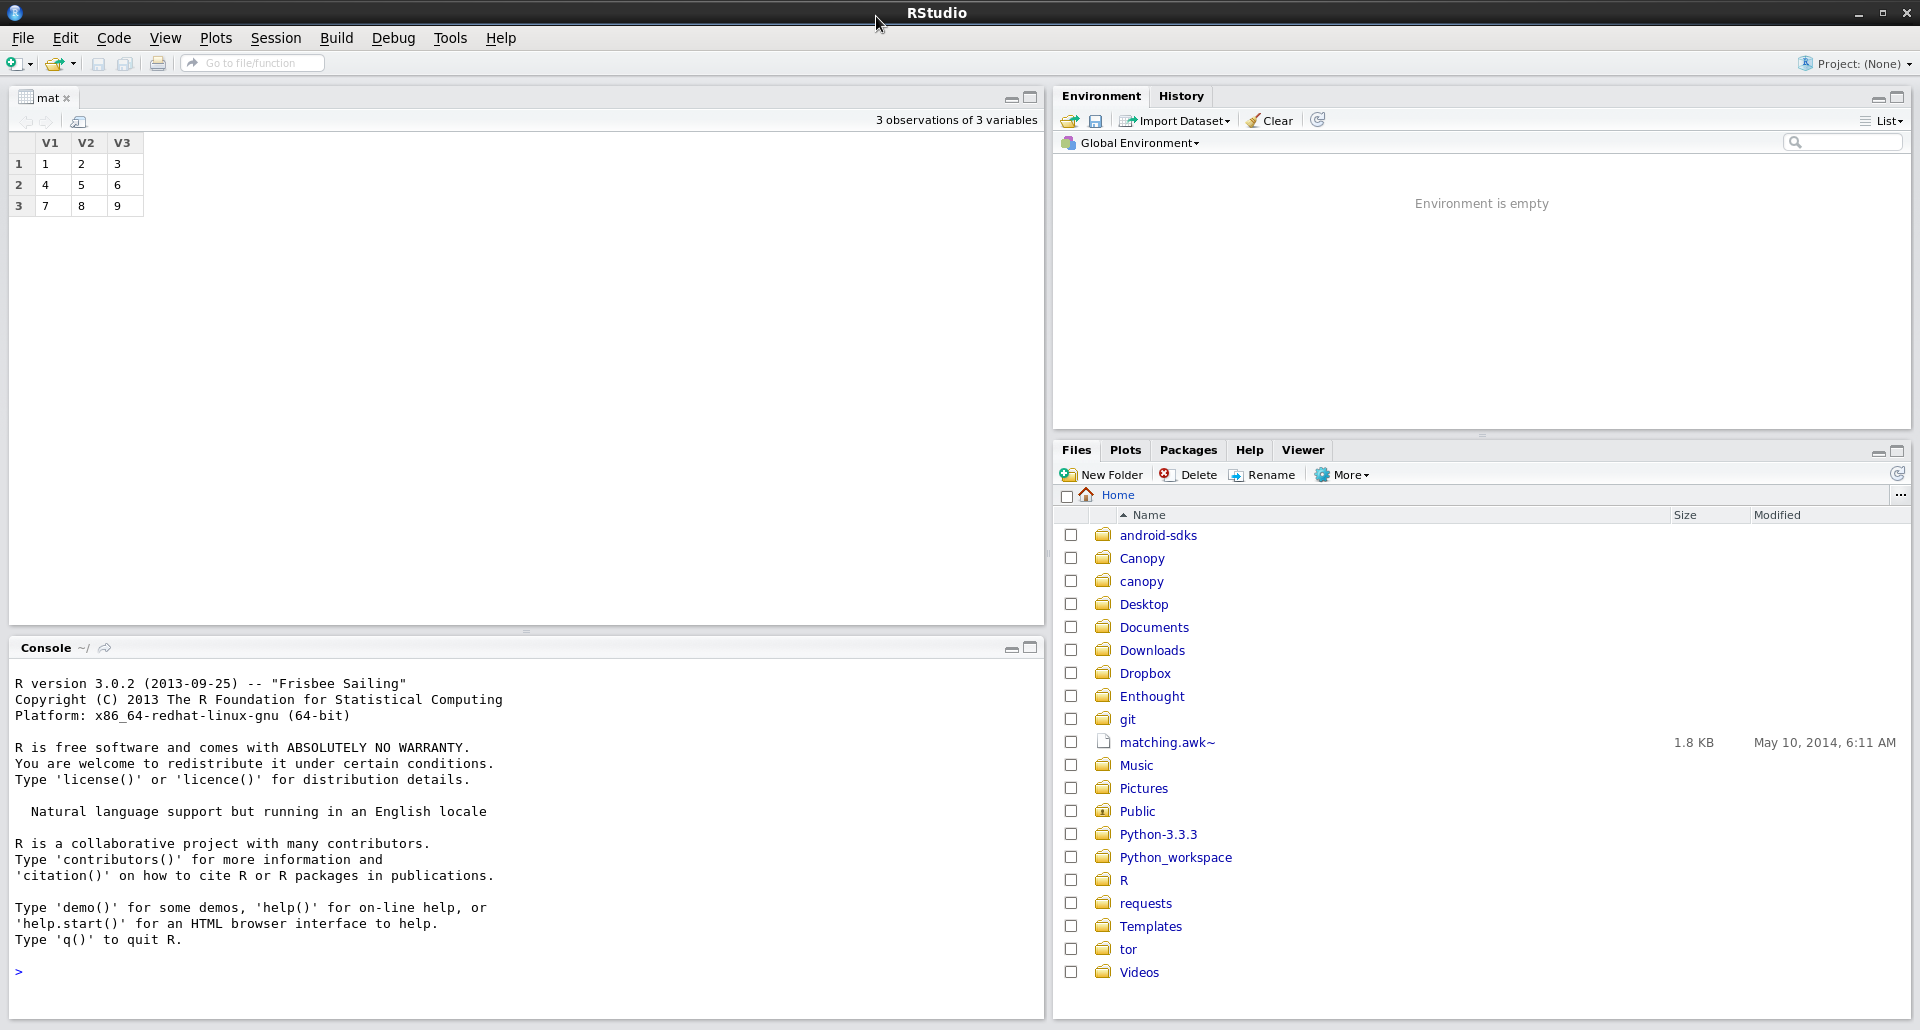 RStudio
File Edit Code View Plots Session Build Debug Tools Help
Go to file/function
Project: (None)
mat
3 observations of 3 variables
V1 V2 V3
1 1 2 3
2 4 5 6
3 7 8 9
Console ~/
R version 3.0.2 (2013-09-25) -- "Frisbee Sailing"
Copyright (C) 2013 The R Foundation for Statistical Computing
Platform: x86_64-redhat-linux-gnu (64-bit)
R is free software and comes with ABSOLUTELY NO WARRANTY.
You are welcome to redistribute it under certain conditions.
Type 'license()' or 'licence()' for distribution details.
Natural language support but running in an English locale
R is a collaborative project with many contributors.
Type 'contributors()' for more information and
'citation()' on how to cite R or R packages in publications.
Type 'demo()' for some demos, 'help()' for on-line help, or
'help.start()' for an HTML browser interface to help.
Type 'q()' to quit R.
>
Environment History
Import Dataset Clear List
Global Environment
Environment is empty
Files Plots Packages Help Viewer
New Folder Delete Rename More
Home ...
Name Size Modified
android-sdks
Canopy
canopy
Desktop
Documents
Downloads
Dropbox
Enthought
git
matching.awk~ 1.8 KB May 10, 2014, 6:11 AM
Music
Pictures
Public
Python-3.3.3
Python_workspace
R
requests
Templates
tor
Videos